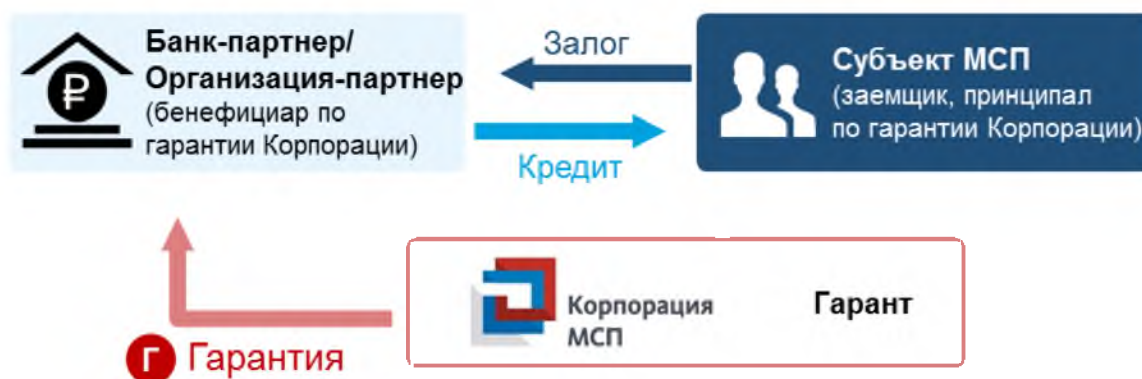 Банк-партнер/
Организация-партнер
(бенефициар по
гарантии Корпорации)
Залог
Кредит
Субъект МСП
(заемщик, принципал
по гарантии Корпорации)
Корпорация
МСП
Гарант
Г Гарантия